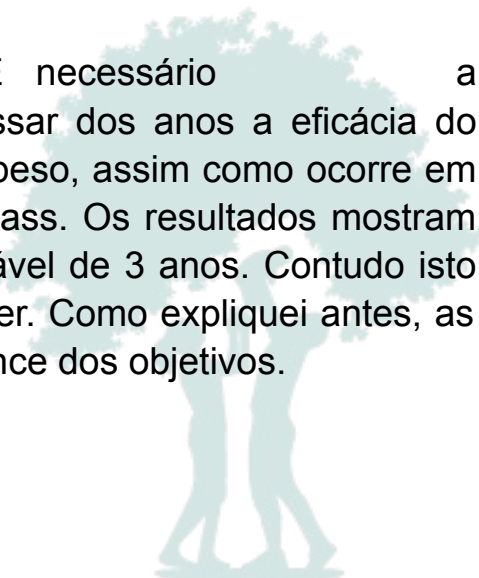 É necessário a
ssar dos anos a eficácia do
peso, assim como ocorre em
ass. Os resultados mostram
ável de 3 anos. Contudo isto
er. Como expliquei antes, as
nce dos objetivos.